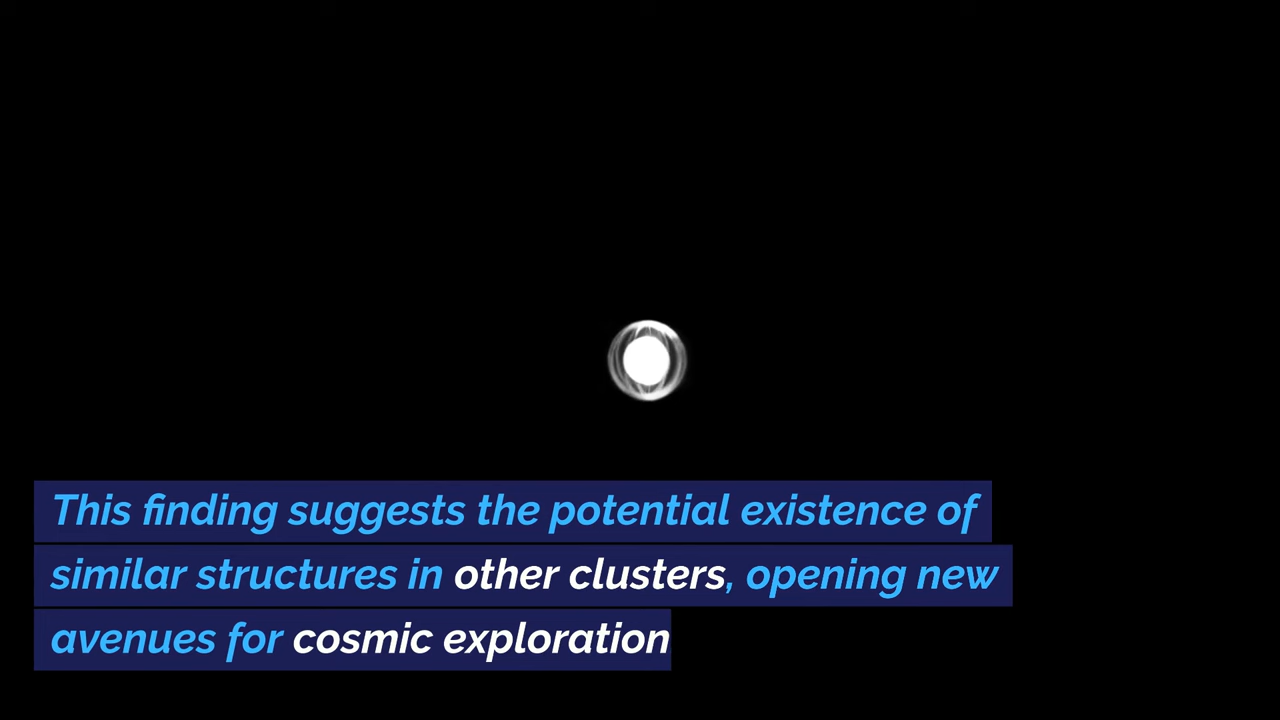 This finding suggests the potential existence of
similar structures in other clusters, opening new
avenues for cosmic exploration